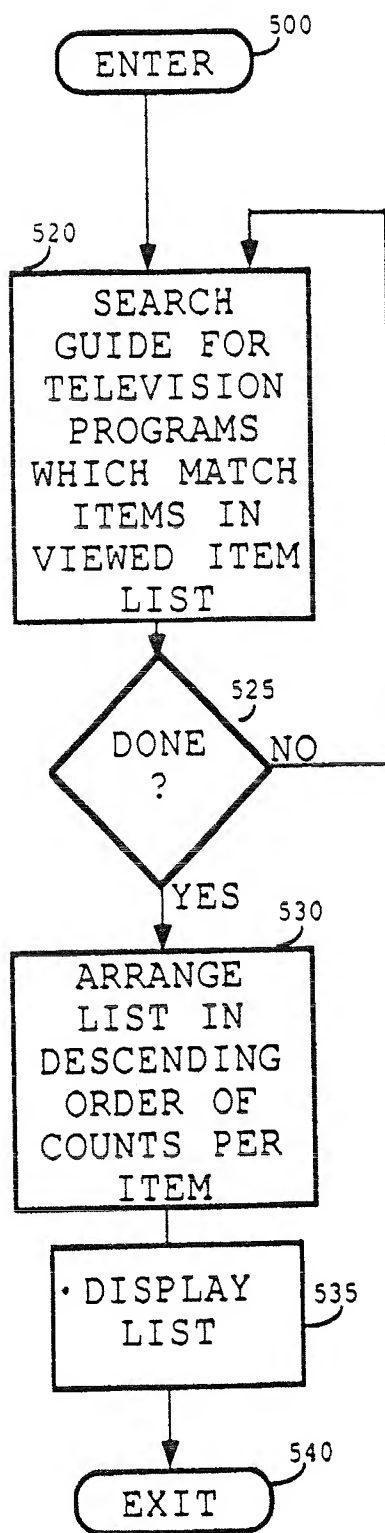 500
ENTER
520
SEARCH
GUIDE FOR
TELEVISION
PROGRAMS
WHICH MATCH
ITEMS IN
VIEWED ITEM
LIST
525
DONE
?
NO
YES
530
ARRANGE
LIST IN
DESCENDING
ORDER OF
COUNTS PER
ITEM
DISPLAY
LIST
535
540
EXIT